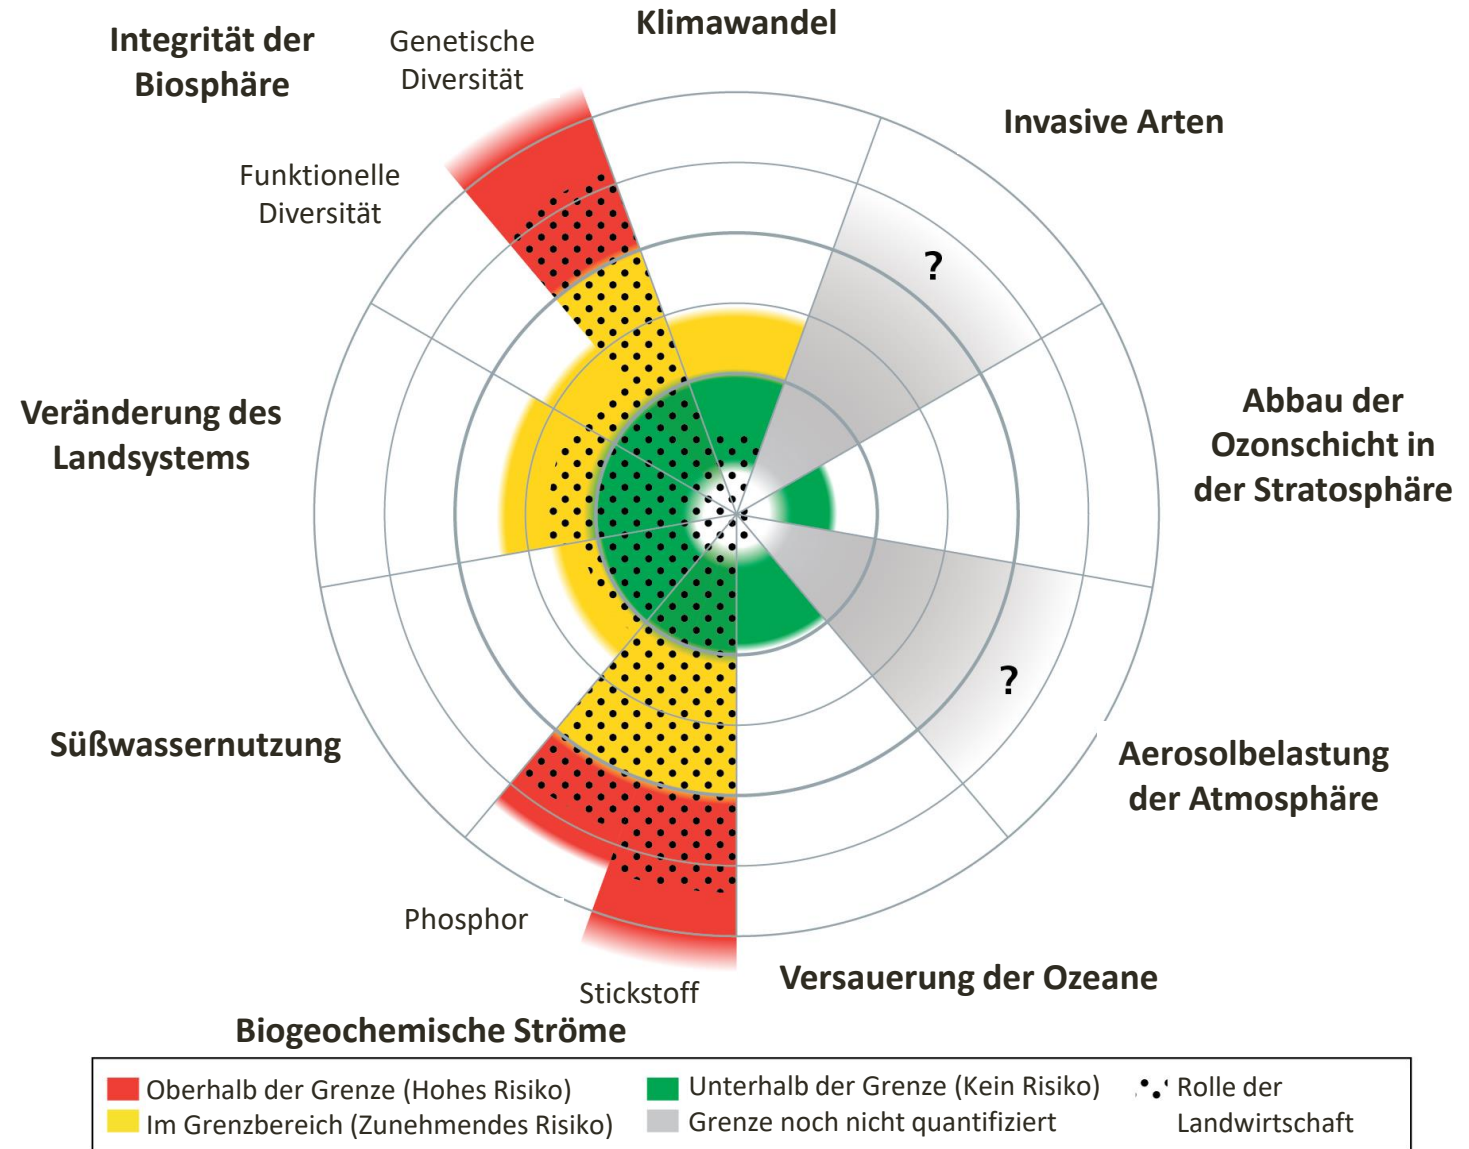 Klimawandel
Integrität der
Biosphäre
Genetische
Diversität
Invasive Arten
Funktionelle
Diversität
?
Veränderung des
Landsystems
Abbau der
Ozonschicht in
der Stratosphäre
?
Süßwassernutzung
Aerosolbelastung
der Atmosphäre
Phosphor
Stickstoff
Versauerung der Ozeane
Biogeochemische Ströme
Oberhalb der Grenze (Hohes Risiko)
Im Grenzbereich (Zunehmendes Risiko)
Unterhalb der Grenze (Kein Risiko)
Grenze noch nicht quantifiziert
Rolle der
Landwirtschaft